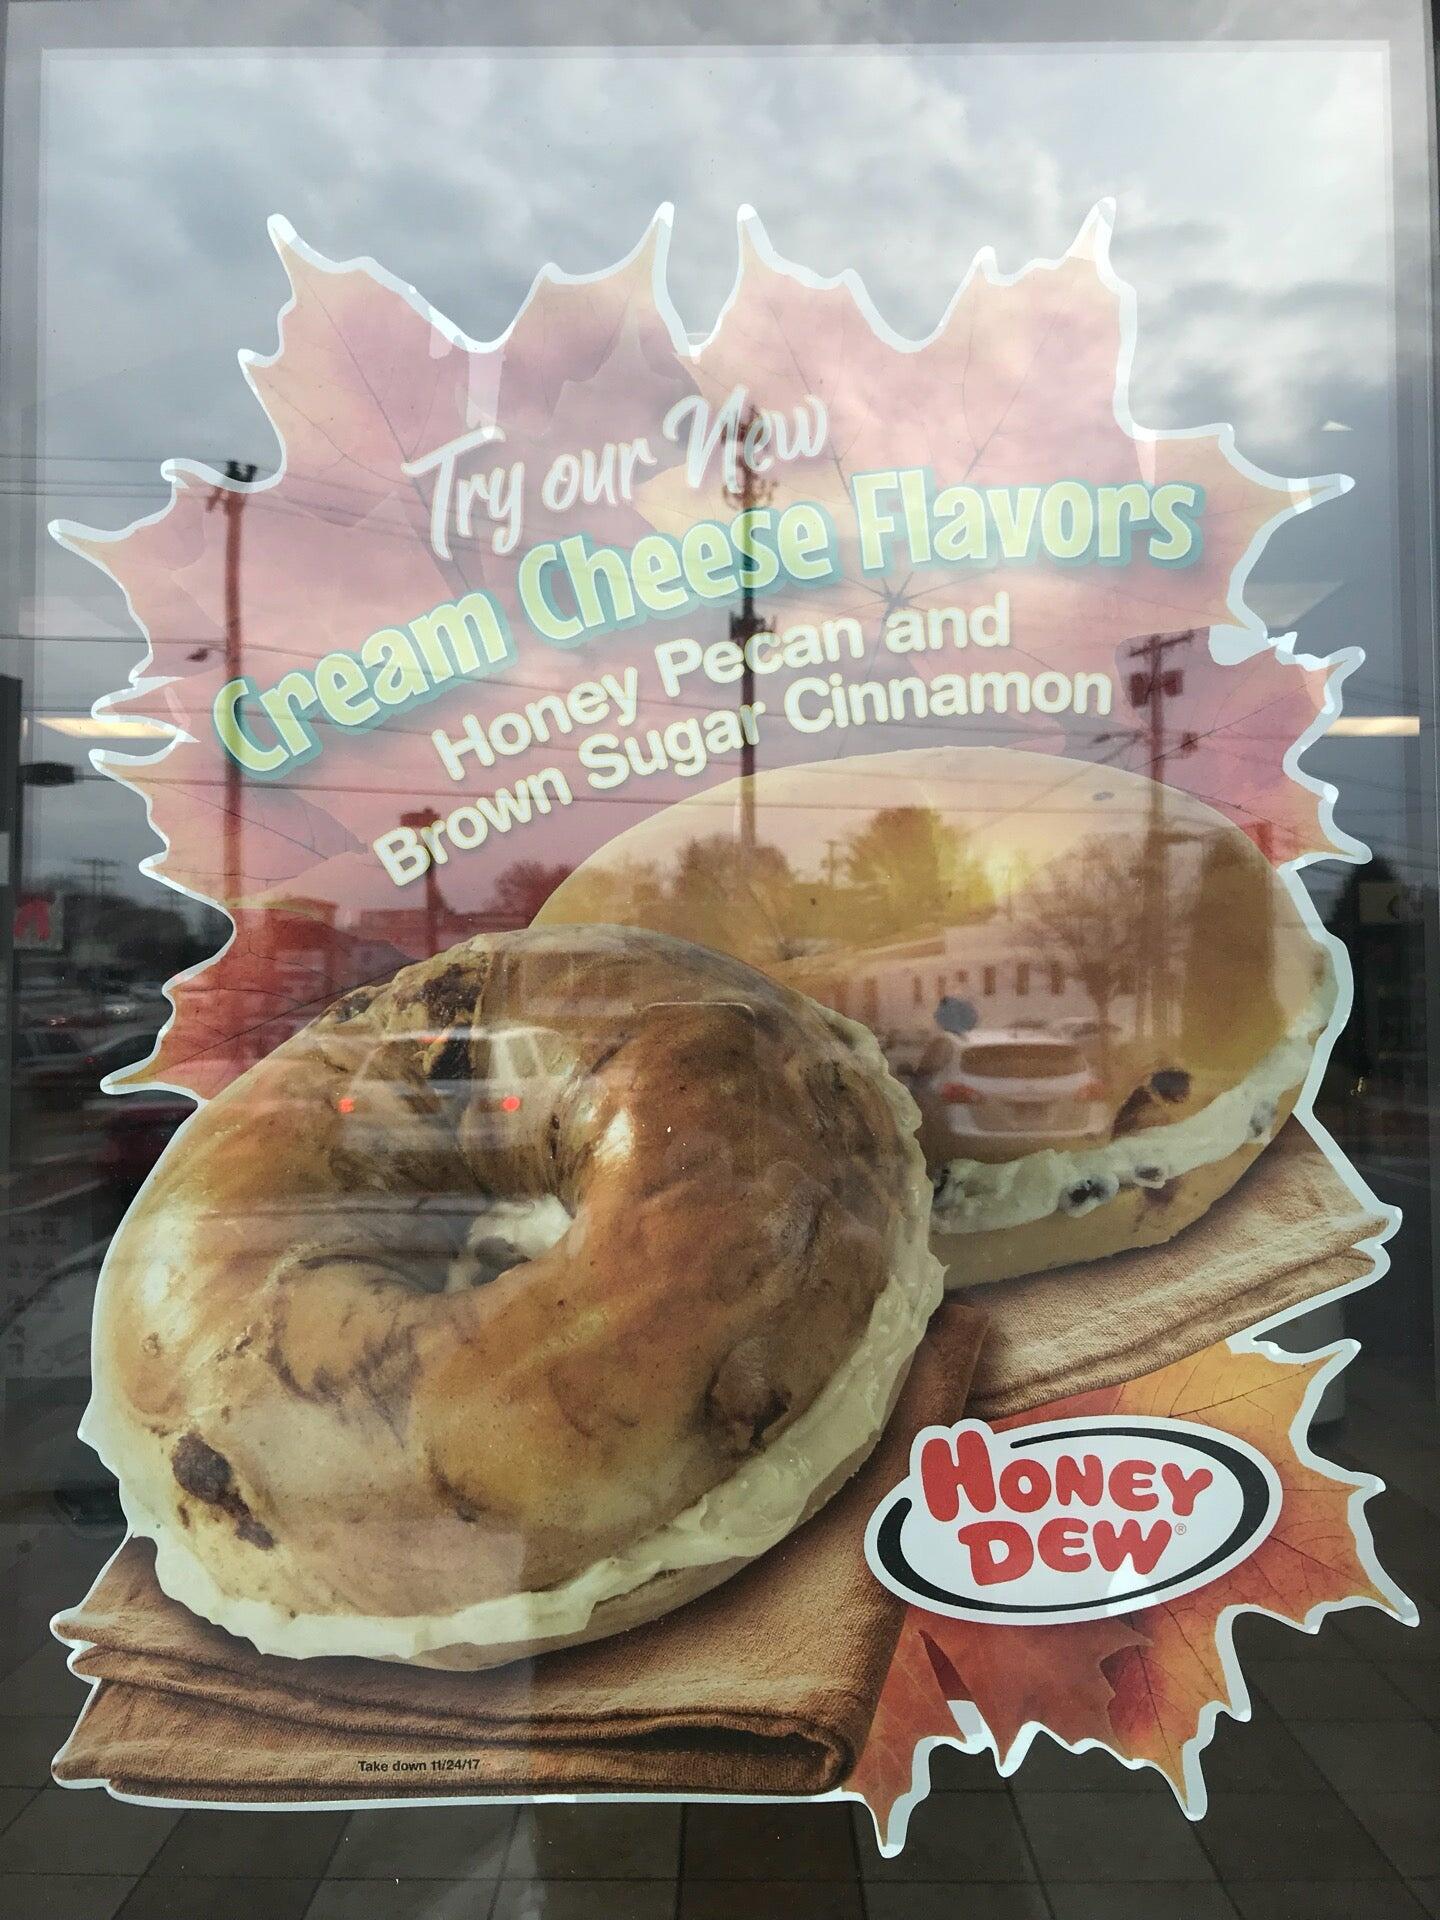 Try our New
Cream Cheese Flavors
Honey Pecan and
Brown Sugar Cinnamon
HONEY
DEW®
Take down 11/24/17